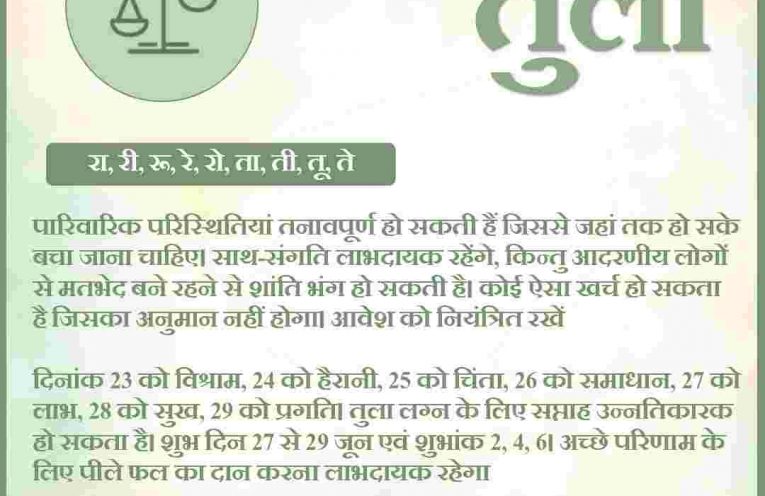 तुला
रा, री, रू, रे, रो, ता, ती, तू, ते
पारिवारिक परिस्थितियां तनावपूर्ण हो सकती हैं जिससे जहां तक हो सके
बचा जाना चाहिए। साथ-संगति लाभदायक रहेंगे, किन्तु आदरणीय लोगों
से मतभेद बने रहने से शांति भंग हो सकती है। कोई ऐसा खर्च हो सकता
है जिसका अनुमान नहीं होगा। आवेश को नियंत्रित रखें
दिनांक 23 को विश्राम, 24 को हैरानी, 25 को चिंता, 26 को समाधान, 27 को
लाभ, 28 को सुख, 29 को प्रगति। तुला लग्न के लिए सप्ताह उन्नतिकारक
हो सकता है। शुभ दिन 27 से 29 जून एवं शुभांक 2, 4, 6। अच्छे परिणाम के
लिए पीले फल का दान करना लाभदायक रहेगा